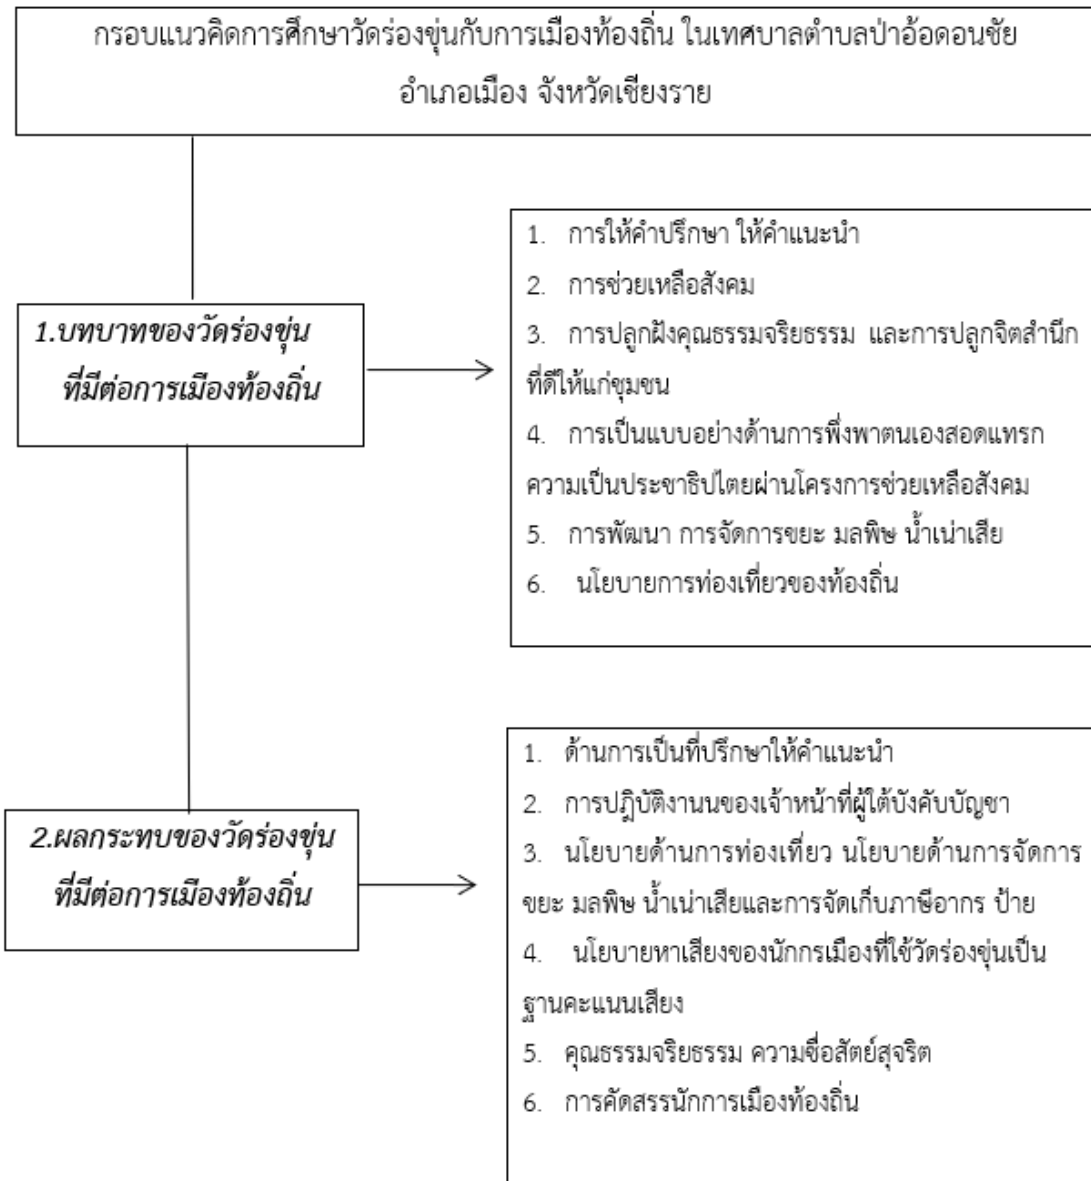 กรอบแนวคิดการศึกษาวัดร่องขุ่นกับการเมืองท้องถิ่น ในเทศบาลตำบลป่าอ้อดอนชัย
อำเภอเมือง จังหวัดเชียงราย
1.บทบาทของวัดร่องขุ่น
ที่มีต่อการเมืองท้องถิ่น
1. การให้คำปรึกษา ให้คำแนะนำ
2. การช่วยเหลือสังคม
3. การปลูกฝังคุณธรรมจริยธรรม และการปลูกจิตสำนึก
ที่ดีให้แก่ชุมชน
4. การเป็นแบบอย่างด้านการพึ่งพาตนเองสอดแทรก
ความเป็นประชาธิปไตยผ่านโครงการช่วยเหลือสังคม
5. การพัฒนา การจัดการขยะ มลพิษ น้ำเน่าเสีย
6. นโยบายการท่องเที่ยวของท้องถิ่น
2.ผลกระทบของวัดร่องขุ่น
ที่มีต่อการเมืองท้องถิ่น
1. ด้านการเป็นที่ปรึกษาให้คำแนะนำ
2. การปฎิบัติงานนของเจ้าหน้าที่ผู้ใต้บังคับบัญชา
3. นโยบายด้านการท่องเที่ยว นโยบายด้านการจัดการ
ขยะ มลพิษ น้ำเน่าเสียและการจัดเก็บภาษีอากร ป้าย
4. นโยบายหาเสียงของนักกรเมืองที่ใช้วัดร่องขุ่นเป็น
ฐานคะแนนเสียง
5. คุณธรรมจริยธรรม ความซื่อสัตย์สุจริต
6. การคัดสรรนักการเมืองท้องถิ่น